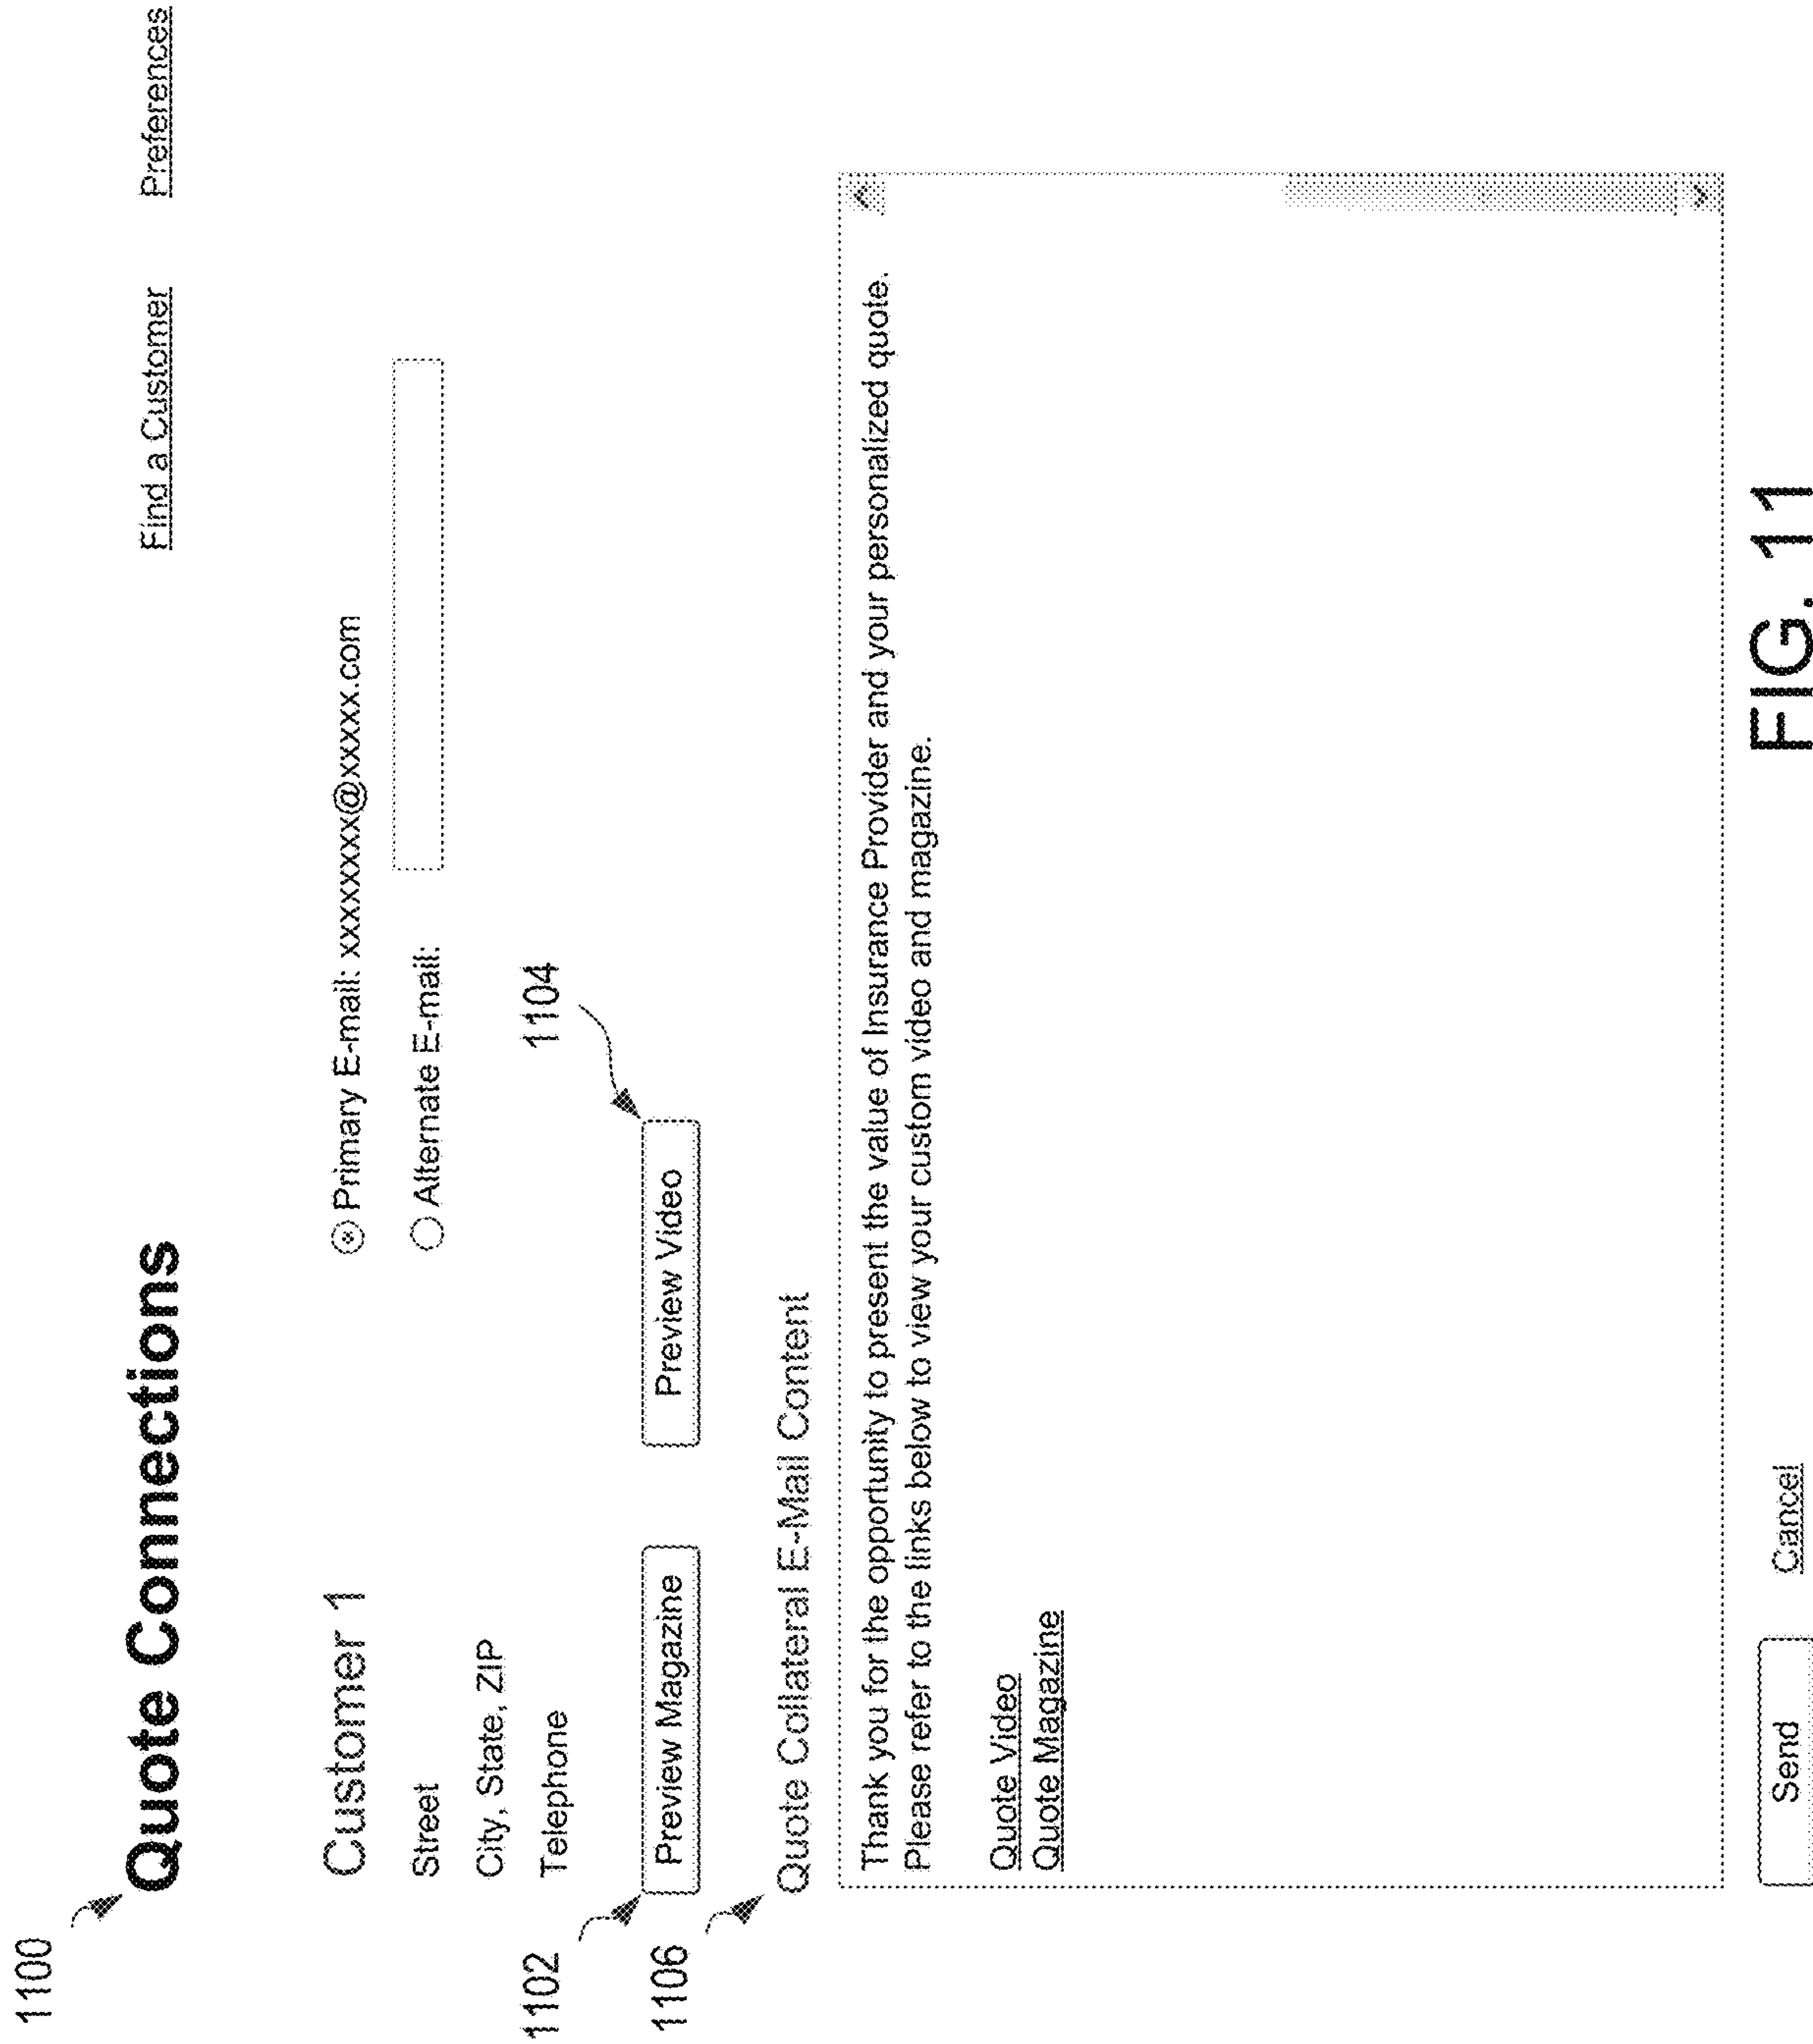 1100
Quote Connections
Find a Customer Preferences
Customer 1
Primary E-mail: xxxxxxx@xxxx.com
Street
Alternate E-mail:
City, State, ZIP
Telephone
1102
1104
Preview Magazine Preview Video
1106
Quote Collateral E-Mail Content
Thank you for the opportunity to present the value of Insurance Provider and your personalized quote.
Please refer to the links below to view your custom video and magazine.
Quote Video
Quote Magazine
Send Cancel
FIG. 11